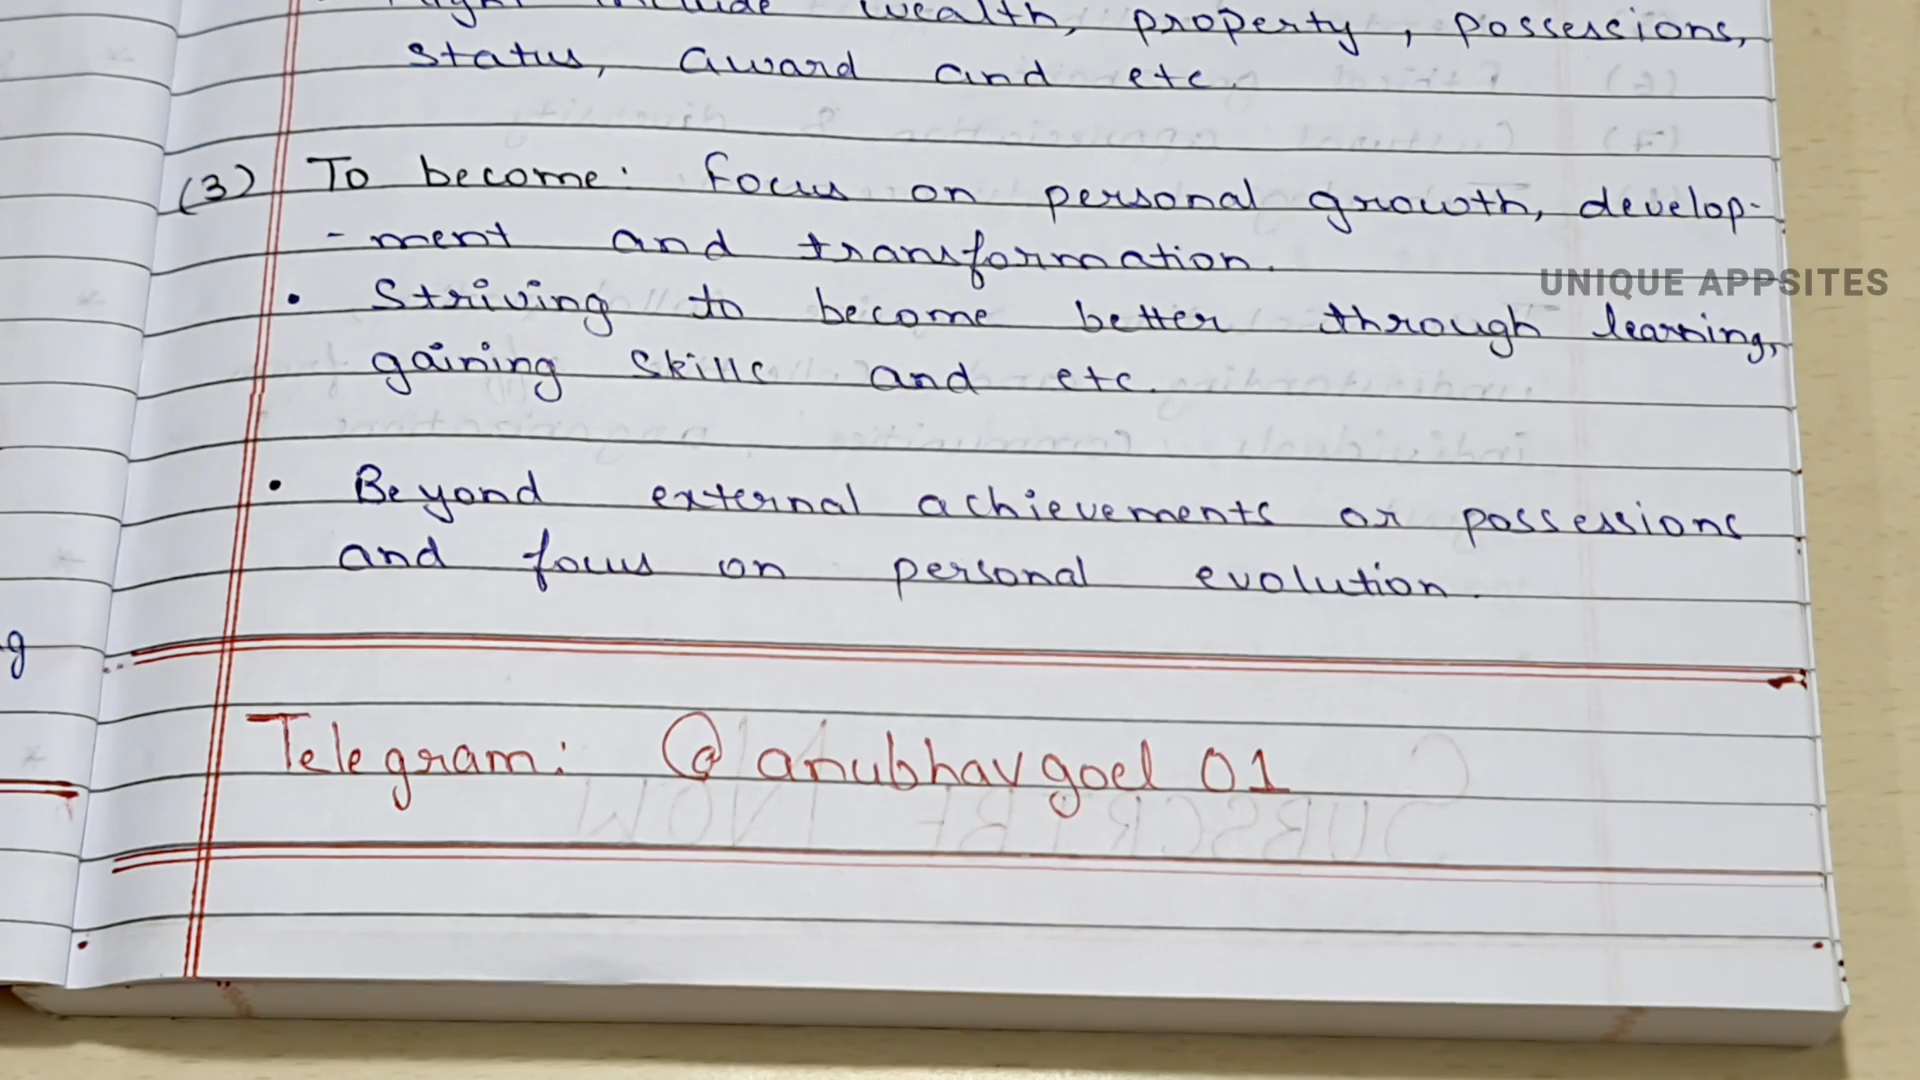 include wealth, property, possessions,
status, award and etc.
(3) To become: focus on personal growth, develop-
-ment and transformation.
• Striving to become better through learning,
gaining skills and etc.
• Beyond external achievements or possessions
and focus on personal evolution.
Telegram: @anubhavgoel 01
UNIQUE APPSITES